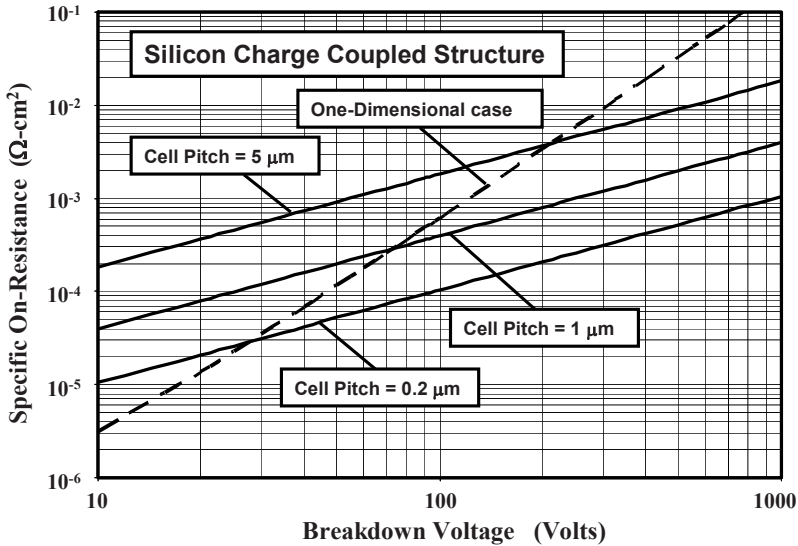 Silicon Charge Coupled Structure
One-Dimensional case
Cell Pitch = 5 μm
Cell Pitch = 1 μm
Cell Pitch = 0.2 μm
Specific On-Resistance (Ω-cm²)
10⁻¹
10⁻²
10⁻³
10⁻⁴
10⁻⁵
10⁻⁶
10
100
1000
Breakdown Voltage (Volts)